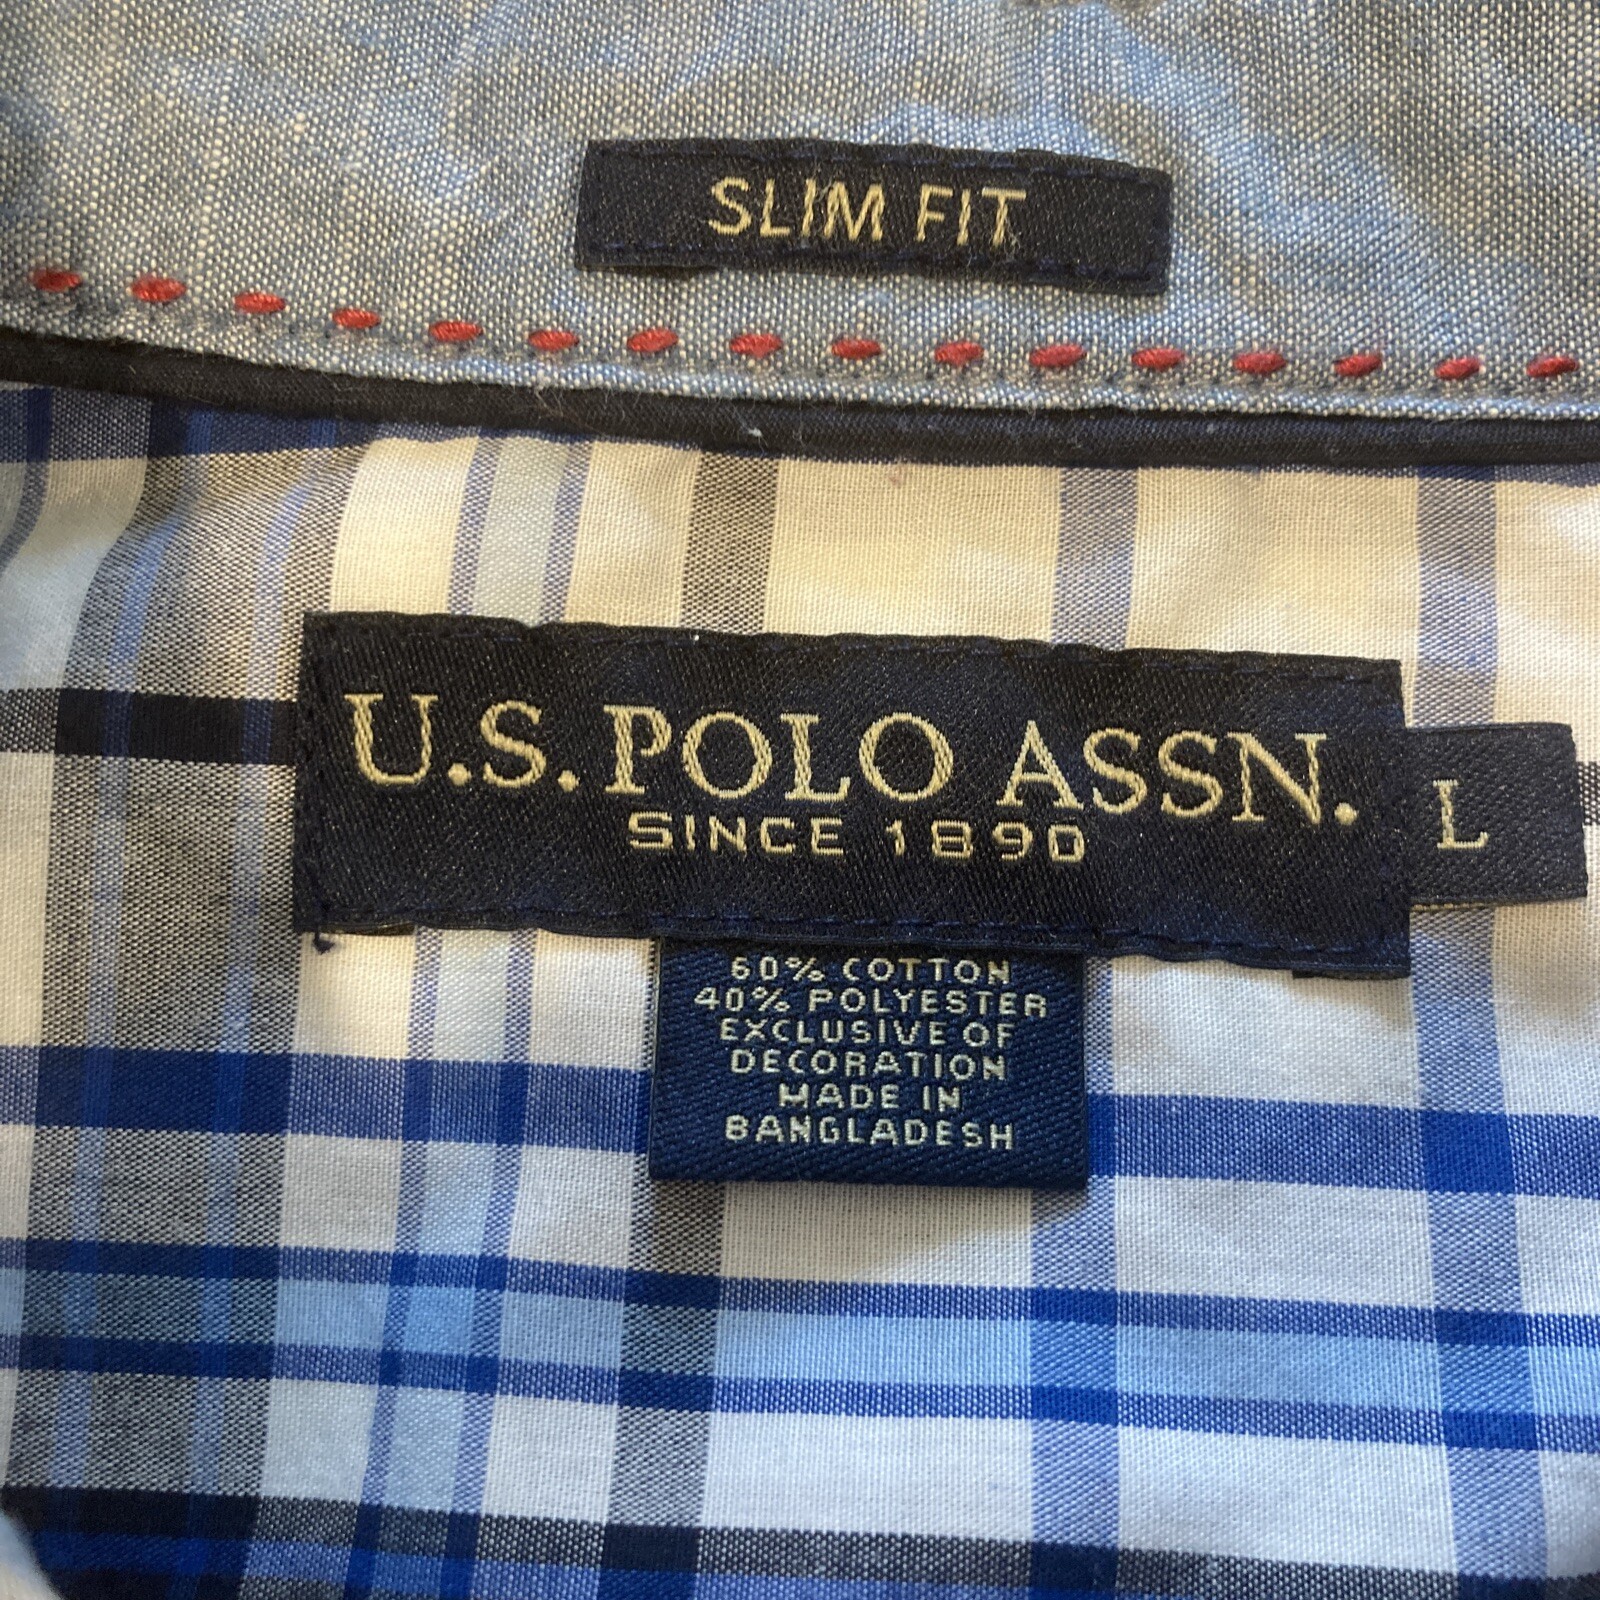 SLIM FIT
U.S. POLO ASSN.
SINCE 1890
L
60% COTTON
40% POLYESTER
EXCLUSIVE OF
DECORATION
MADE IN
BANGLADESH